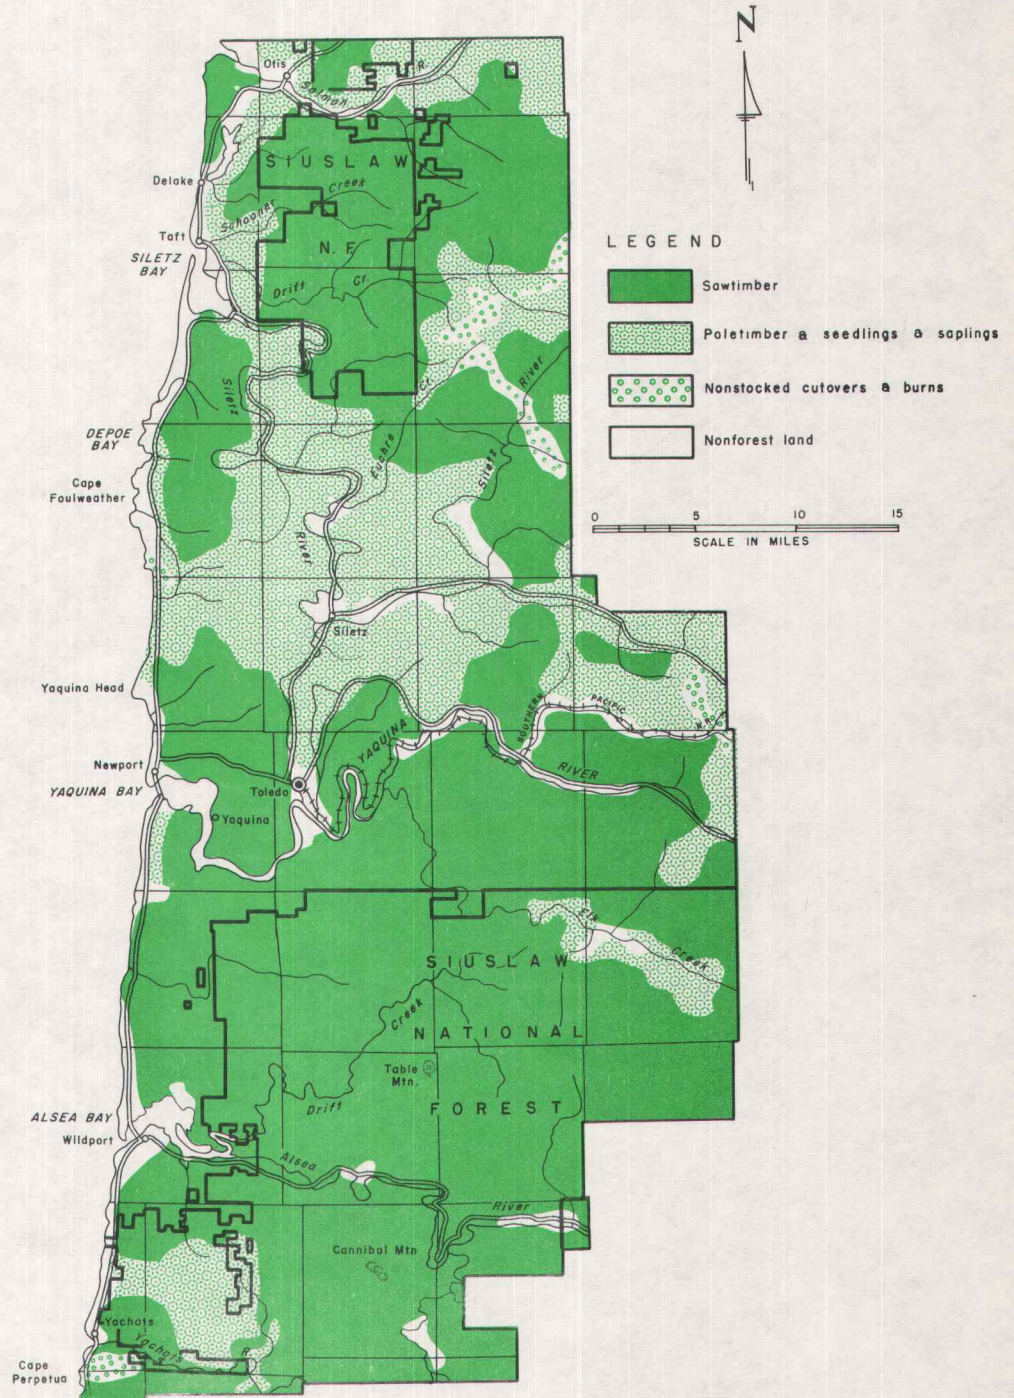 N
Otis
Salmon R.
SIUSLAW
Delake
Creek
Schooner
Taft
N. F.
SILETZ
BAY
Drift Cr.
LEGEND
Sawtimber
Poletimber & seedlings & saplings
Nonstocked cutovers & burns
Nonforest land
0 5 10 15
SCALE IN MILES
Siletz
River
Euchre Cr.
Siletz River
DEPOE
BAY
Cape
Foulweather
Siletz
Yaquina Head
SOUTHERN PACIFIC
YAQUINA
RIVER
Newport
YAQUINA BAY
Toledo
Yaquina
Elk
Creek
SIUSLAW
NATIONAL
FOREST
Creek
Table
Mtn.
Drift
ALSEA BAY
Wildport
Alsea
River
Cannibal Mtn
Yachats
Yachats R.
Cape
Perpetua